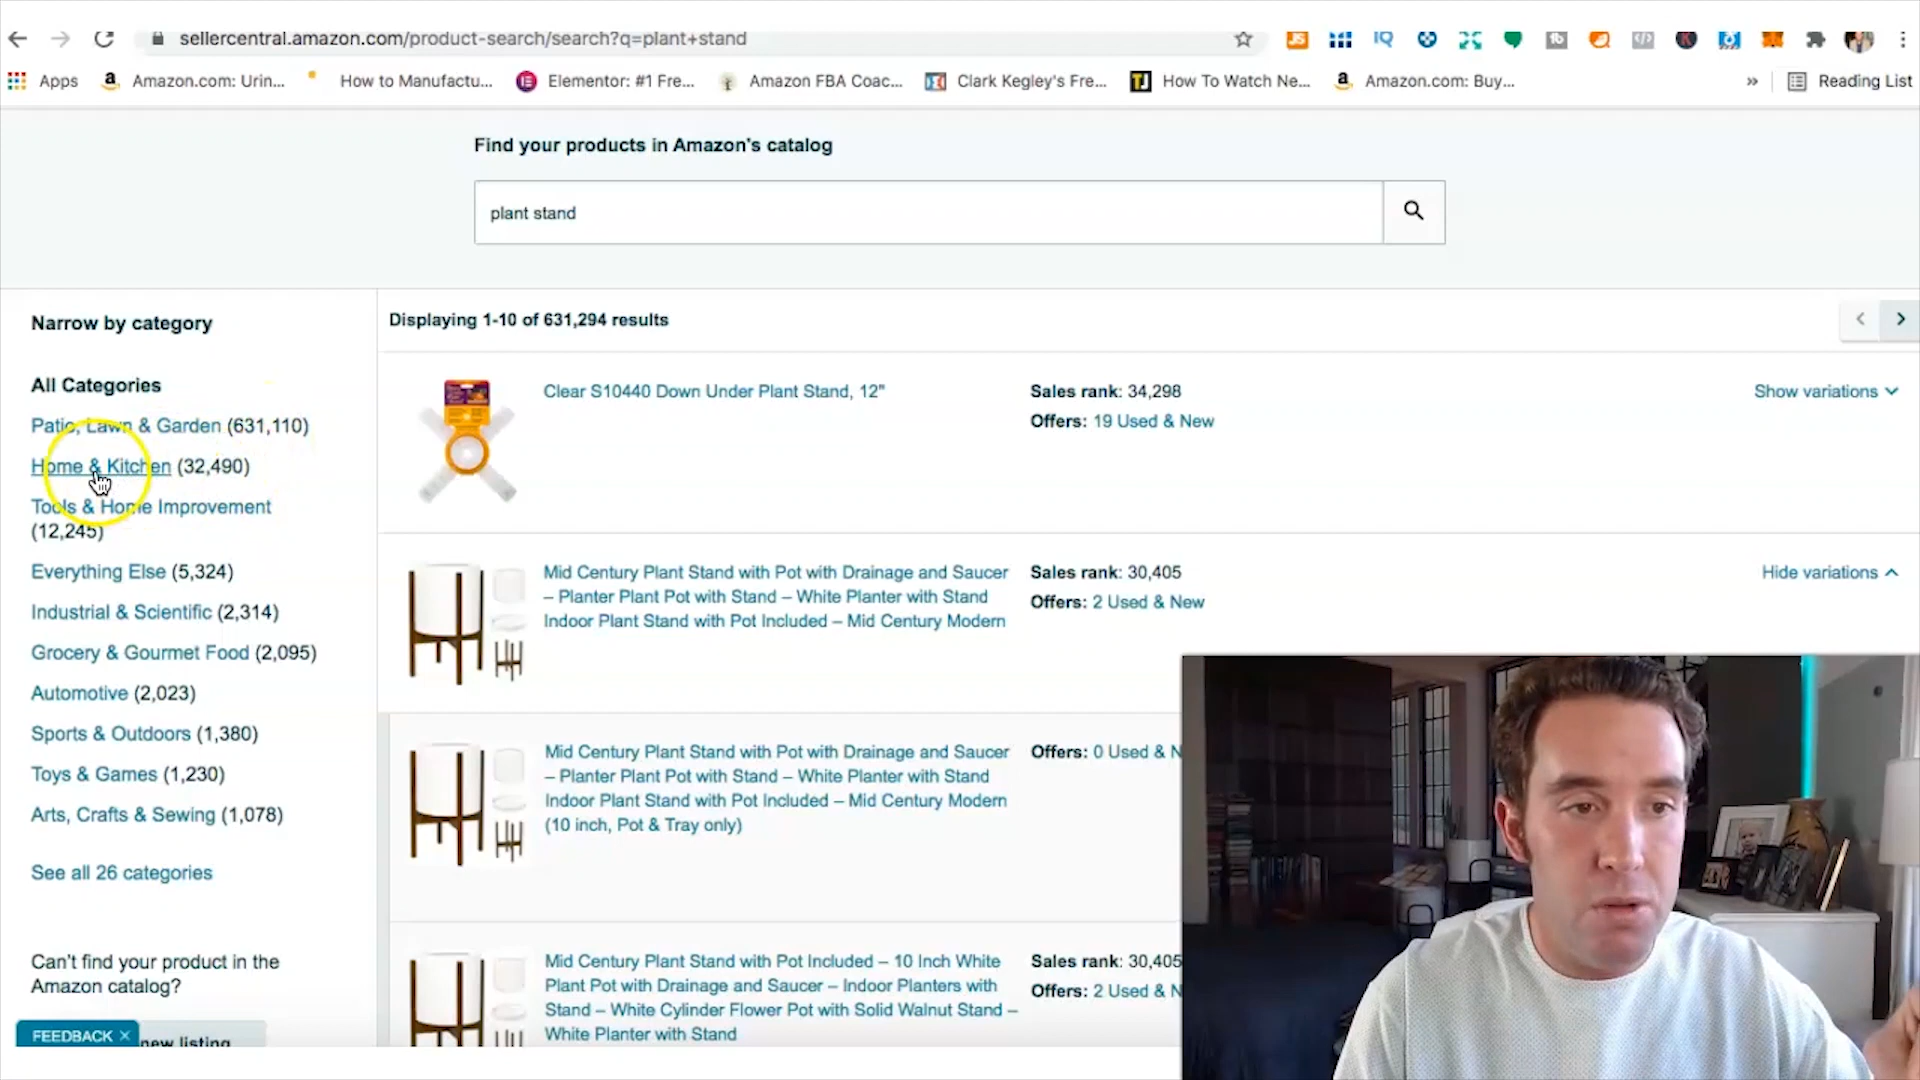 sellercentral.amazon.com/product-search/search?q=plant+stand
Apps
Amazon.com: Urin...
How to Manufactu...
Elementor: #1 Fre...
Amazon FBA Coac...
Clark Kegley's Fre...
How To Watch Ne...
Amazon.com: Buy...
»
Reading List
Find your products in Amazon's catalog
plant stand
Narrow by category
All Categories
Patio, Lawn & Garden (631,110)
Home & Kitchen (32,490)
Tools & Home Improvement
(12,245)
Everything Else (5,324)
Industrial & Scientific (2,314)
Grocery & Gourmet Food (2,095)
Automotive (2,023)
Sports & Outdoors (1,380)
Toys & Games (1,230)
Arts, Crafts & Sewing (1,078)
See all 26 categories
Can't find your product in the
Amazon catalog?
FEEDBACK ×
new listing
Displaying 1-10 of 631,294 results
Clear S10440 Down Under Plant Stand, 12"
Sales rank: 34,298
Offers: 19 Used & New
Show variations
Mid Century Plant Stand with Pot with Drainage and Saucer
– Planter Plant Pot with Stand – White Planter with Stand
Indoor Plant Stand with Pot Included – Mid Century Modern
Sales rank: 30,405
Offers: 2 Used & New
Hide variations
Mid Century Plant Stand with Pot with Drainage and Saucer
– Planter Plant Pot with Stand – White Planter with Stand
Indoor Plant Stand with Pot Included – Mid Century Modern
(10 inch, Pot & Tray only)
Offers: 0 Used & N
Mid Century Plant Stand with Pot Included – 10 Inch White
Plant Pot with Drainage and Saucer – Indoor Planters with
Stand – White Cylinder Flower Pot with Solid Walnut Stand –
White Planter with Stand
Sales rank: 30,405
Offers: 2 Used & N